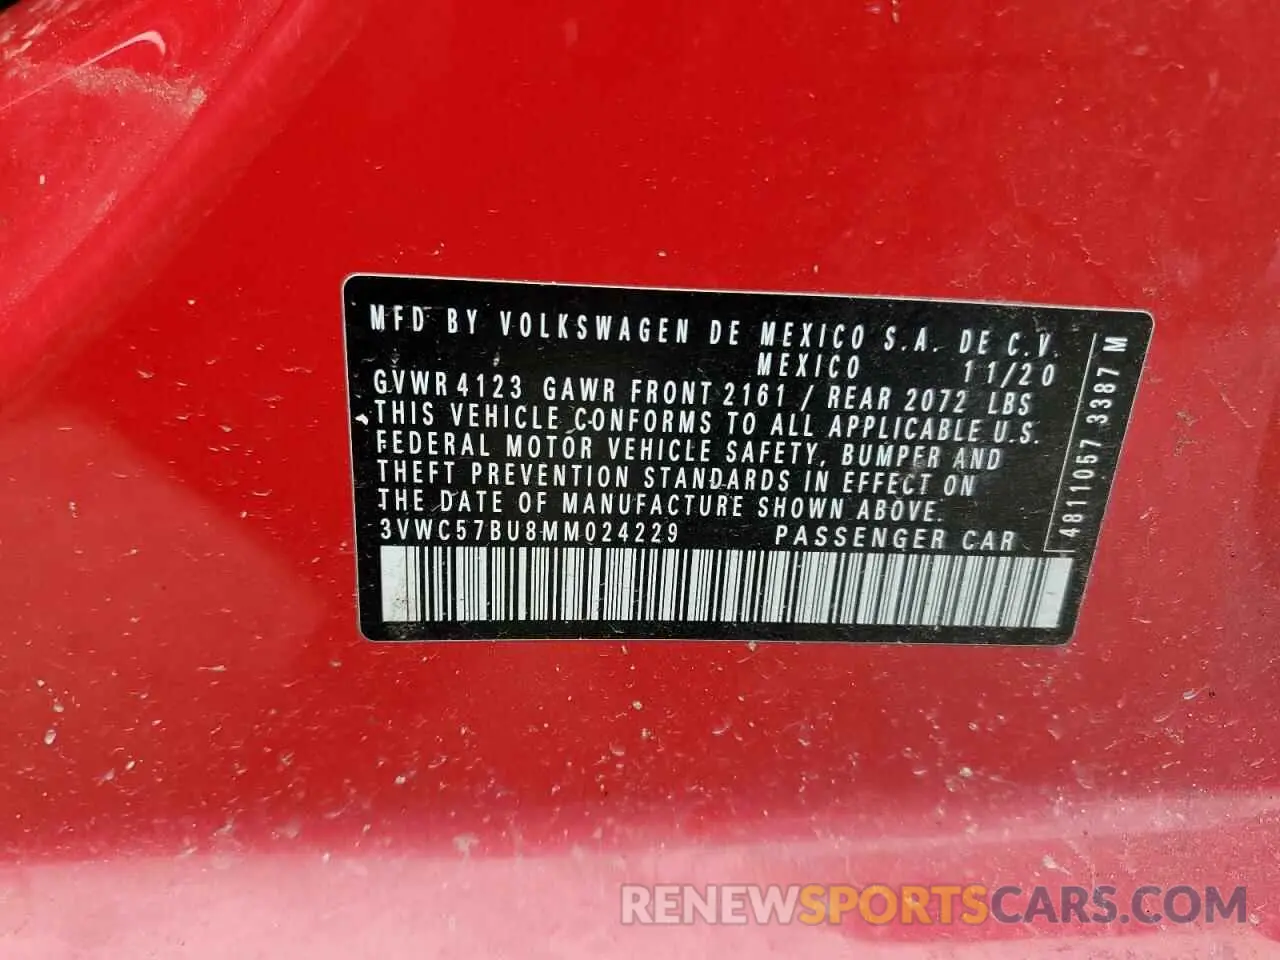 MFD BY VOLKSWAGEN DE MEXICO S.A. DE C.V.
MEXICO 11/20
GVWR 4123 GAWR FRONT 2161 / REAR 2072 LBS
THIS VEHICLE CONFORMS TO ALL APPLICABLE U.S.
FEDERAL MOTOR VEHICLE SAFETY, BUMPER AND
THEFT PREVENTION STANDARDS IN EFFECT ON
THE DATE OF MANUFACTURE SHOWN ABOVE.
3VWC57BU8MM024229 PASSENGER CAR
4811057 3387 M
RENEWSPORTSCARS.COM